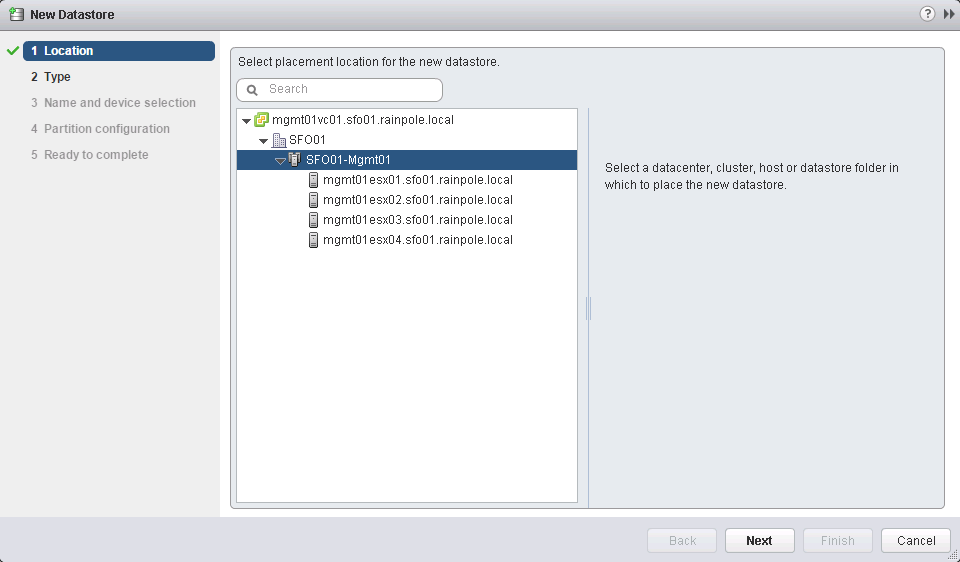 New Datastore
1 Location
2 Type
3 Name and device selection
4 Partition configuration
5 Ready to complete
Select placement location for the new datastore.
Search
mgmt01vc01.sfo01.rainpole.local
SFO01
SFO01-Mgmt01
mgmt01esx01.sfo01.rainpole.local
mgmt01esx02.sfo01.rainpole.local
mgmt01esx03.sfo01.rainpole.local
mgmt01esx04.sfo01.rainpole.local
Select a datacenter, cluster, host or datastore folder in
which to place the new datastore.
Back Next Finish Cancel